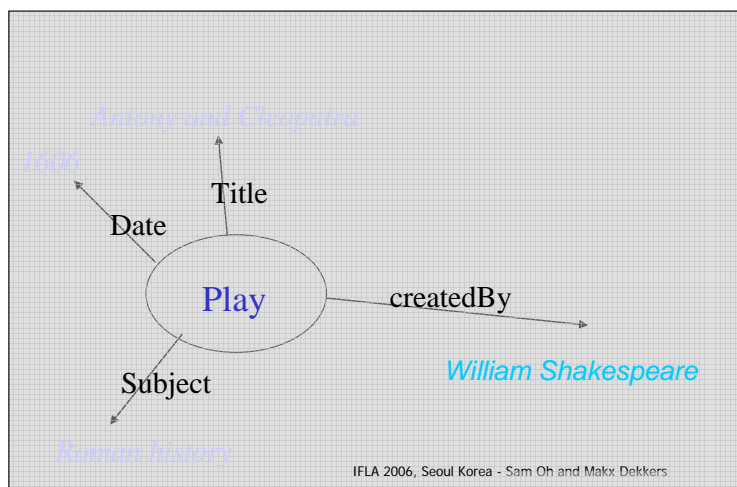 Antony and Cleopatra
1606
Title
Date
Play
createdBy
William Shakespeare
Subject
Roman history
IFLA 2006, Seoul Korea - Sam Oh and Makx Dekkers